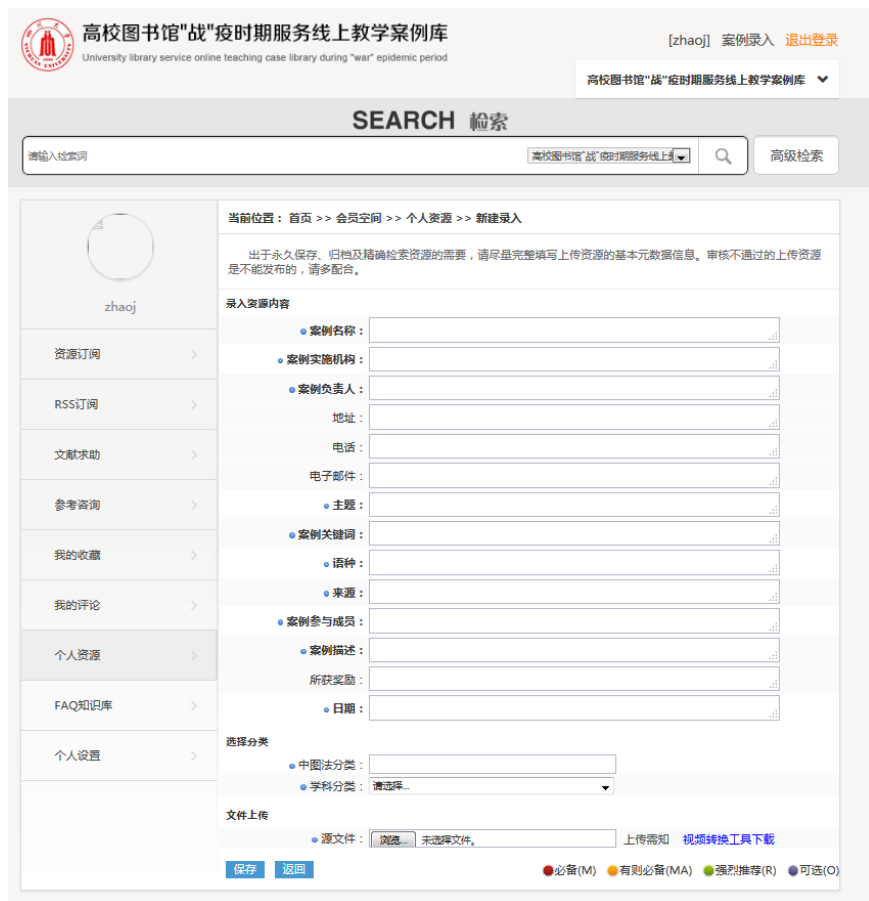 高校图书馆"战"疫时期服务线上教学案例库
University library service online teaching case library during "war" epidemic period
[zhaoj] 案例录入 退出登录
高校图书馆"战"疫时期服务线上教学案例库
SEARCH 检索
请输入检索词
高校图书馆"战"疫时期服务线上
高级检索
zhaoj
资源订阅
RSS订阅
文献求助
参考咨询
我的收藏
我的评论
个人资源
FAQ知识库
个人设置
当前位置：首页 >> 会员空间 >> 个人资源 >> 新建录入
出于永久保存、归档及精确检索资源的需要，请尽量完整填写上传资源的基本元数据信息。审核不通过的上传资源
是不能发布的，请多配合。
录入资源内容
案例名称：
案例实施机构：
案例负责人：
地址：
电话：
电子邮件：
主题：
案例关键词：
语种：
来源：
案例参与成员：
案例描述：
所获奖励：
日期：
选择分类
中图法分类：
学科分类： 请选择...
文件上传
源文件： 浏览... 未选择文件。 上传需知 视频转换工具下载
保存 返回 必备(M) 有则必备(MA) 强烈推荐(R) 可选(O)